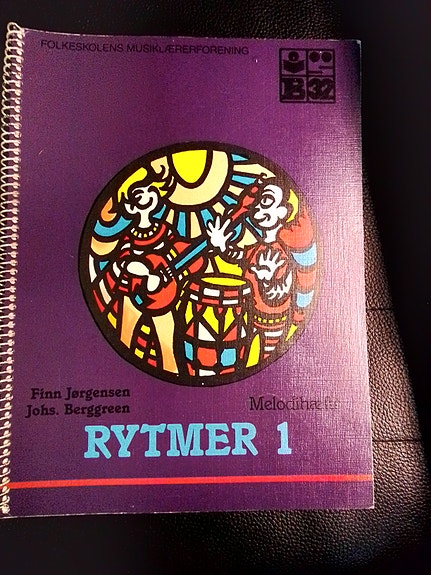 FOLKESKOLENS MUSIKLÆRERFORENING
B 32
Finn Jørgensen
Johs. Berggreen
Melodihæfte
RYTMER 1